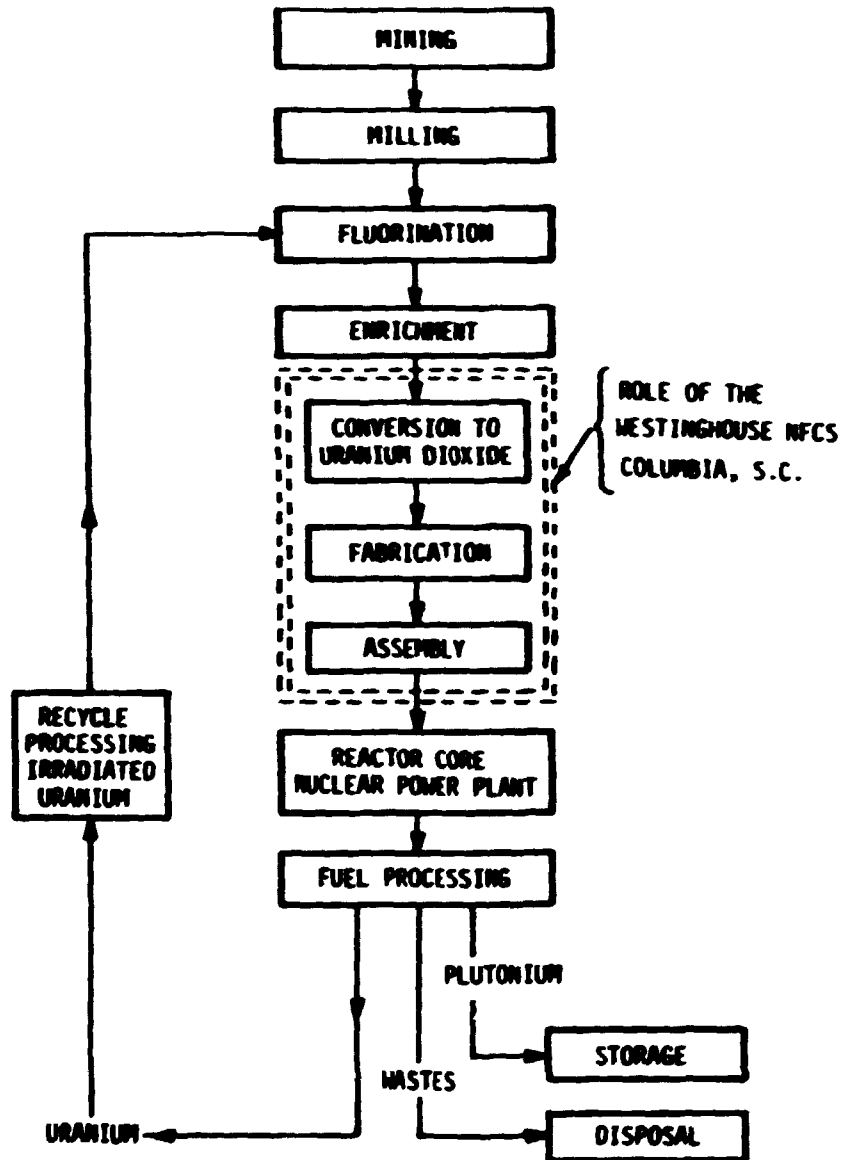 MINING
MILLING
FLUORINATION
ENRICHMENT
CONVERSION TO
URANIUM DIOXIDE
FABRICATION
ASSEMBLY
ROLE OF THE
WESTINGHOUSE NFCS
COLUMBIA, S.C.
RECYCLE
PROCESSING
IRRADIATED
URANIUM
REACTOR CORE
NUCLEAR POWER PLANT
FUEL PROCESSING
PLUTONIUM
STORAGE
WASTES
URANIUM
DISPOSAL